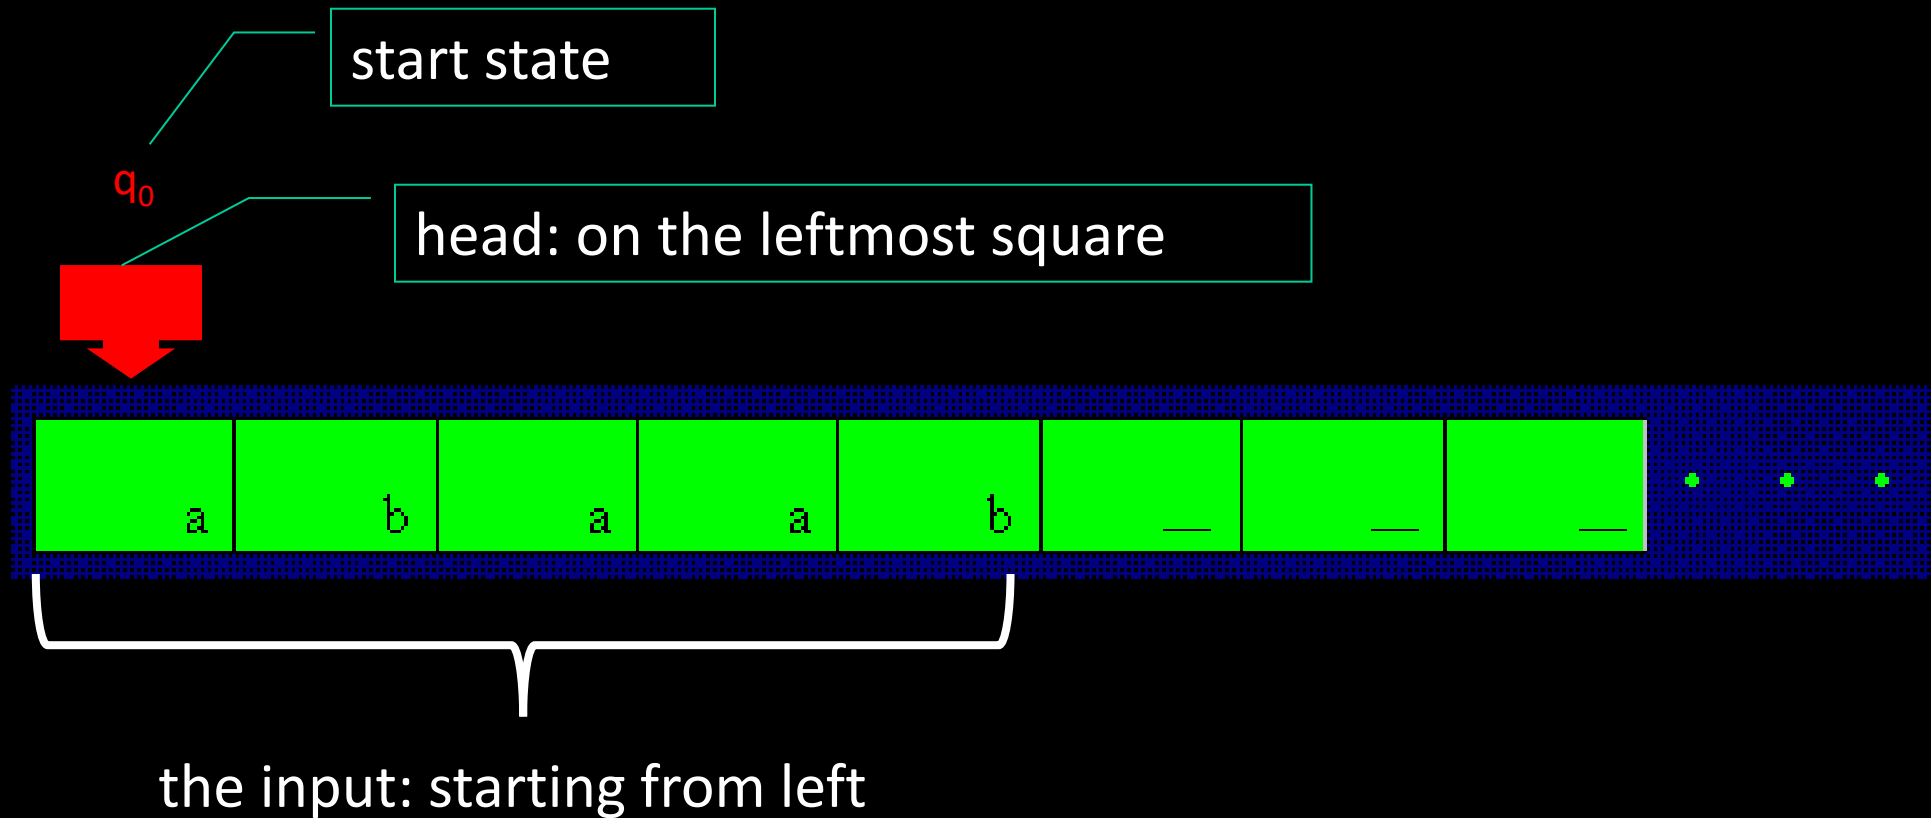 start state
q₀
head: on the leftmost square
a b a a b _ _ _ . . .
the input: starting from left